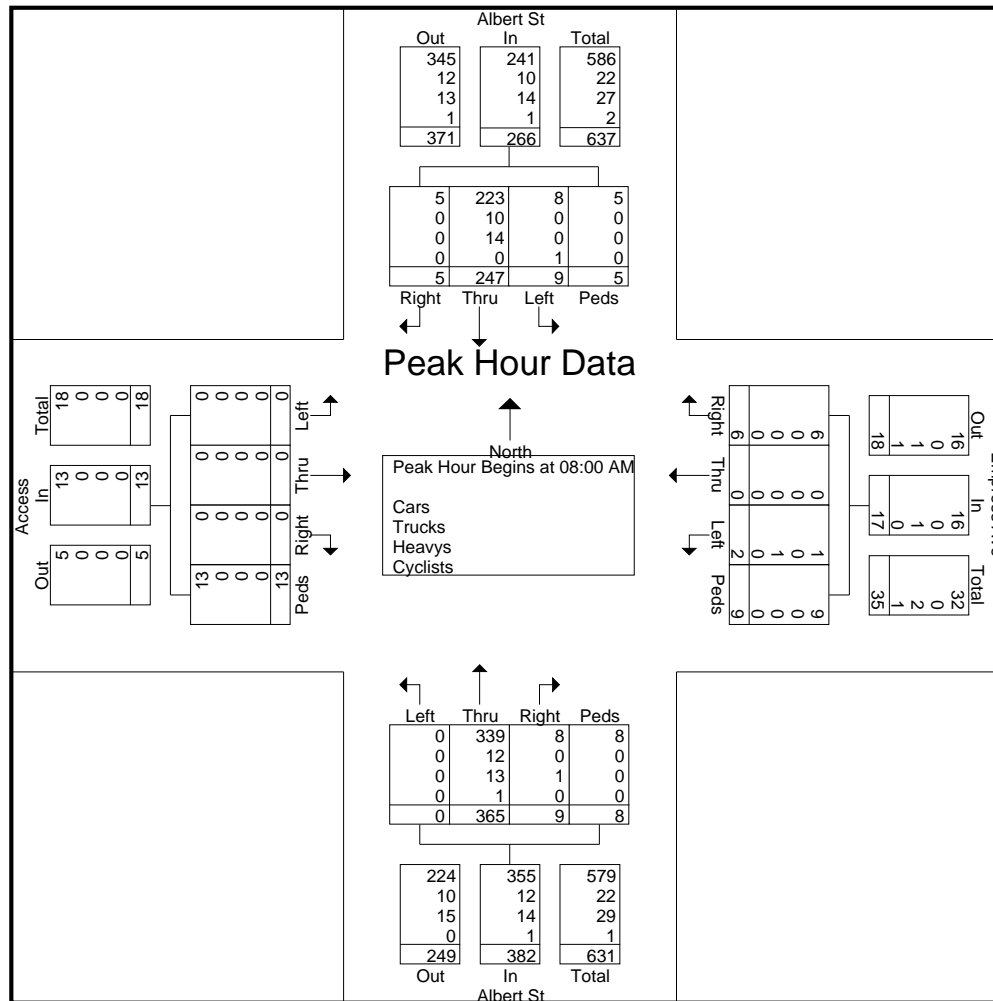 Albert St
Out In Total
345 241 586
12 10 22
13 14 27
1 1 2
371 266 637
5 223 8 5
0 10 0 0
0 14 0 0
0 0 1 0
5 247 9 5
Right Thru Left Peds
Peak Hour Data
North
Peak Hour Begins at 08:00 AM
Cars
Trucks
Heavys
Cyclists
Access
Total
18 0 0 0 18
In
13 0 0 0 13
Out
5 0 0 0 5
Left
0 0 0 0 0
Thru
0 0 0 0 0
Right
0 0 0 0 0
Peds
13 0 0 0 13
Right
6 0 0 0 6
Thru
0 0 0 0 0
Left
1 0 1 0 2
Peds
9 0 0 0 9
Out
16 0 1 1 18
In
16 0 1 0 17
Total
32 0 2 1 35
Left Thru Right Peds
0 339 8 8
0 12 0 0
0 13 1 0
0 1 0 0
0 365 9 8
224 355 579
10 12 22
15 14 29
0 1 1
249 382 631
Out In Total
Albert St